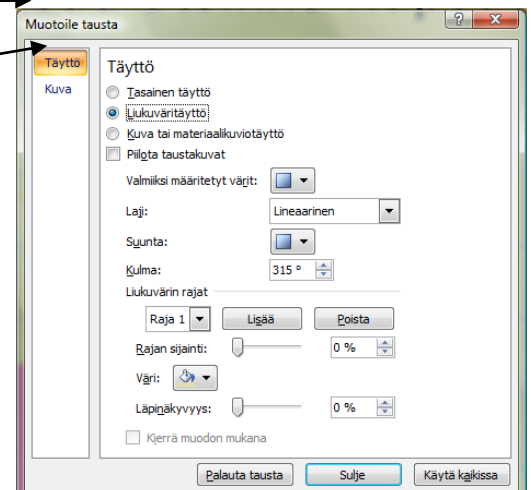 Muotoile tausta
Täyttö
Kuva
Täyttö
Tasainen täyttö
Liukuväritäyttö
Kuva tai materiaalikuviotäyttö
Piilota taustakuvat
Valmiiksi määritetyt värit:
Laji: Lineaarinen
Suunta:
Kulma: 315 °
Liukuvärin rajat
Raja 1 Lisää Poista
Rajan sijainti: 0 %
Väri:
Läpinäkyvyys: 0 %
Kierrä muodon mukana
Palauta tausta Sulje Käytä kaikissa